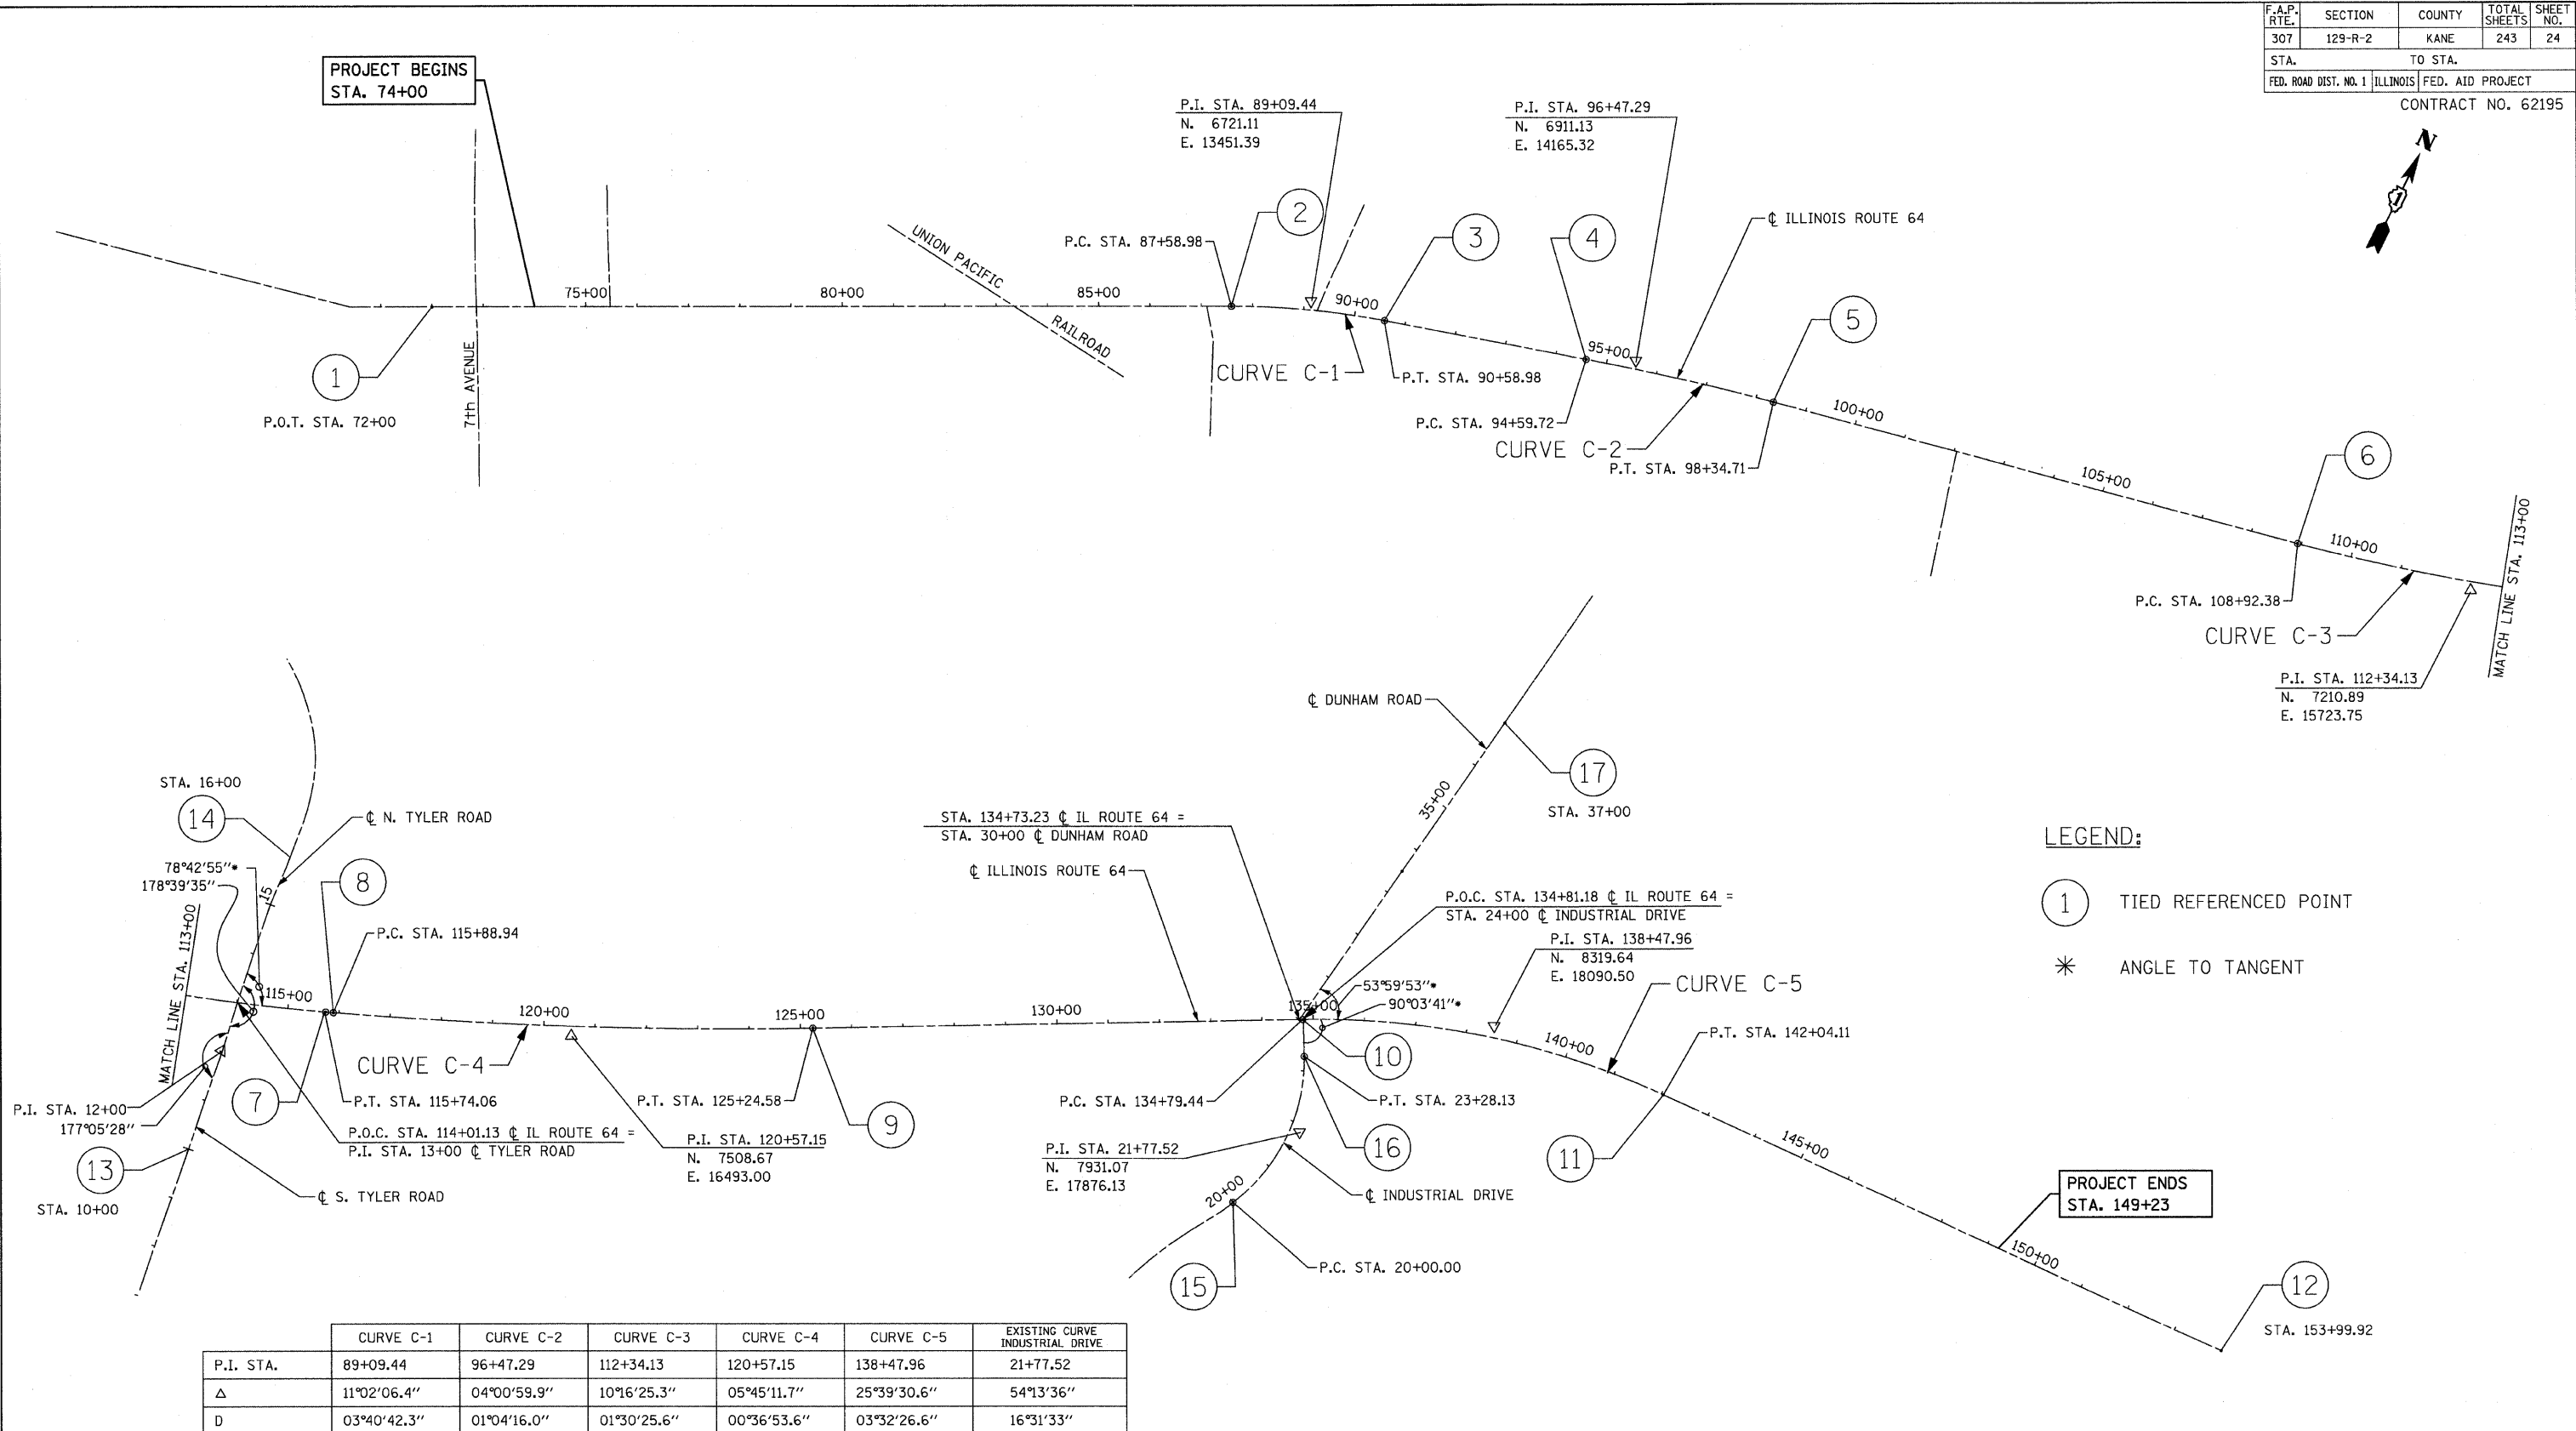 F.A.P. RTE. SECTION COUNTY TOTAL SHEETS SHEET NO.
307 129-R-2 KANE 243 24
STA. TO STA.
FED. ROAD DIST. NO. 1 ILLINOIS FED. AID PROJECT
CONTRACT NO. 62195
N
1
PROJECT BEGINS
STA. 74+00
P.I. STA. 89+09.44
N. 6721.11
E. 13451.39
P.I. STA. 96+47.29
N. 6911.13
E. 14165.32
2
3
4
℄ ILLINOIS ROUTE 64
P.C. STA. 87+58.98
UNION PACIFIC
RAILROAD
75+00
80+00
85+00
90+00
95+00
5
1
P.O.T. STA. 72+00
7th AVENUE
CURVE C-1
P.T. STA. 90+58.98
P.C. STA. 94+59.72
CURVE C-2
P.T. STA. 98+34.71
100+00
105+00
6
110+00
P.C. STA. 108+92.38
CURVE C-3
MATCH LINE STA. 113+00
P.I. STA. 112+34.13
N. 7210.89
E. 15723.75
℄ DUNHAM ROAD
17
STA. 37+00
35+00
STA. 16+00
14
℄ N. TYLER ROAD
78°42'55"*
178°39'35"
15
8
P.C. STA. 115+88.94
MATCH LINE STA. 113+00
115+00
120+00
125+00
130+00
135+00
STA. 134+73.23 ℄ IL ROUTE 64 =
STA. 30+00 ℄ DUNHAM ROAD
℄ ILLINOIS ROUTE 64
P.O.C. STA. 134+81.18 ℄ IL ROUTE 64 =
STA. 24+00 ℄ INDUSTRIAL DRIVE
P.I. STA. 138+47.96
N. 8319.64
E. 18090.50
53°59'53"*
90°03'41"*
CURVE C-5
LEGEND:
1 TIED REFERENCED POINT
* ANGLE TO TANGENT
CURVE C-4
7
P.T. STA. 115+74.06
P.I. STA. 12+00
177°05'28"
P.O.C. STA. 114+01.13 ℄ IL ROUTE 64 =
P.I. STA. 13+00 ℄ TYLER ROAD
13
STA. 10+00
℄ S. TYLER ROAD
P.T. STA. 125+24.58
9
P.I. STA. 120+57.15
N. 7508.67
E. 16493.00
10
P.C. STA. 134+79.44
P.T. STA. 23+28.13
16
P.I. STA. 21+77.52
N. 7931.07
E. 17876.13
℄ INDUSTRIAL DRIVE
20+00
P.C. STA. 20+00.00
15
140+00
P.T. STA. 142+04.11
11
145+00
150+00
PROJECT ENDS
STA. 149+23
12
STA. 153+99.92
CURVE C-1 CURVE C-2 CURVE C-3 CURVE C-4 CURVE C-5 EXISTING CURVE INDUSTRIAL DRIVE
P.I. STA. 89+09.44 96+47.29 112+34.13 120+57.15 138+47.96 21+77.52
△ 11°02'06.4" 04°00'59.9" 10°16'25.3" 05°45'11.7" 25°39'30.6" 54°13'36"
D 03°40'42.3" 01°04'16.0" 01°30'25.6" 00°36'53.6" 03°32'26.6" 16°31'33"